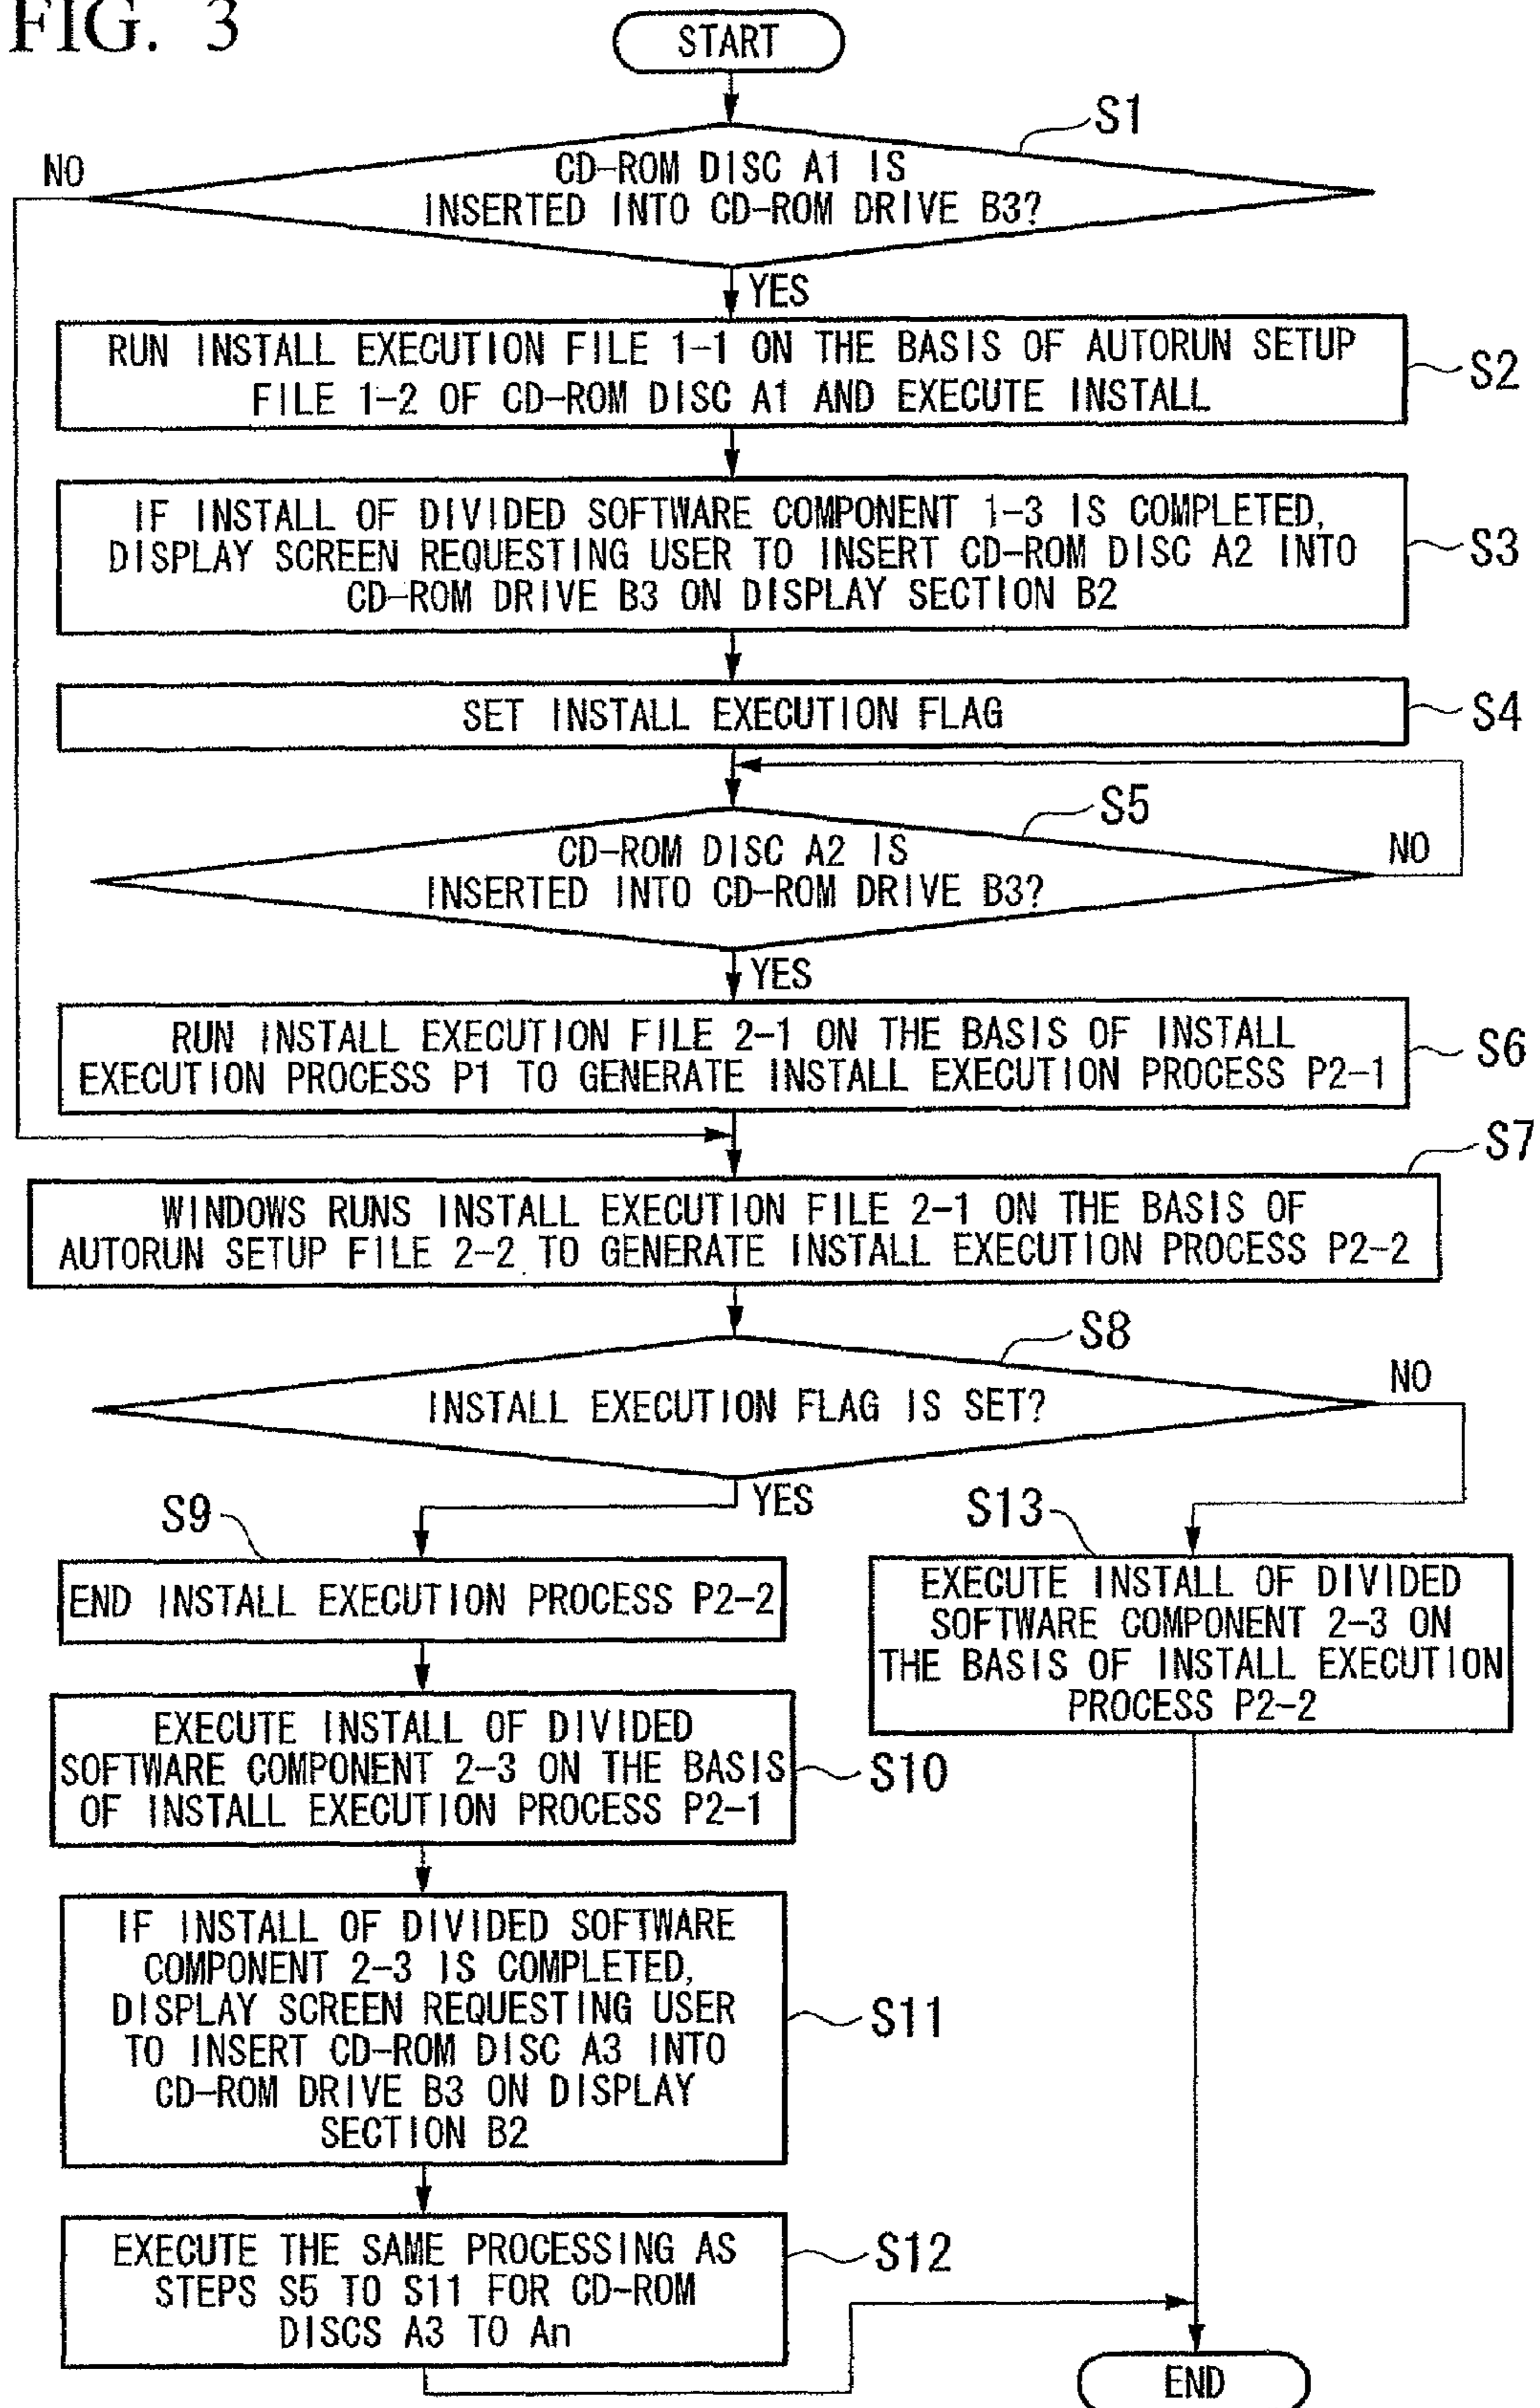 FIG. 3
START
S1
NO
CD-ROM DISC A1 IS
INSERTED INTO CD-ROM DRIVE B3?
YES
RUN INSTALL EXECUTION FILE 1-1 ON THE BASIS OF AUTORUN SETUP
FILE 1-2 OF CD-ROM DISC A1 AND EXECUTE INSTALL
S2
IF INSTALL OF DIVIDED SOFTWARE COMPONENT 1-3 IS COMPLETED,
DISPLAY SCREEN REQUESTING USER TO INSERT CD-ROM DISC A2 INTO
CD-ROM DRIVE B3 ON DISPLAY SECTION B2
S3
SET INSTALL EXECUTION FLAG
S4
S5
CD-ROM DISC A2 IS
INSERTED INTO CD-ROM DRIVE B3?
NO
YES
RUN INSTALL EXECUTION FILE 2-1 ON THE BASIS OF INSTALL
EXECUTION PROCESS P1 TO GENERATE INSTALL EXECUTION PROCESS P2-1
S6
S7
WINDOWS RUNS INSTALL EXECUTION FILE 2-1 ON THE BASIS OF
AUTORUN SETUP FILE 2-2 TO GENERATE INSTALL EXECUTION PROCESS P2-2
S8
NO
INSTALL EXECUTION FLAG IS SET?
YES
S9
END INSTALL EXECUTION PROCESS P2-2
S13
EXECUTE INSTALL OF DIVIDED
SOFTWARE COMPONENT 2-3 ON
THE BASIS OF INSTALL EXECUTION
PROCESS P2-2
EXECUTE INSTALL OF DIVIDED
SOFTWARE COMPONENT 2-3 ON THE BASIS
OF INSTALL EXECUTION PROCESS P2-1
S10
IF INSTALL OF DIVIDED SOFTWARE
COMPONENT 2-3 IS COMPLETED,
DISPLAY SCREEN REQUESTING USER
TO INSERT CD-ROM DISC A3 INTO
CD-ROM DRIVE B3 ON DISPLAY
SECTION B2
S11
EXECUTE THE SAME PROCESSING AS
STEPS S5 TO S11 FOR CD-ROM
DISCS A3 TO An
S12
END